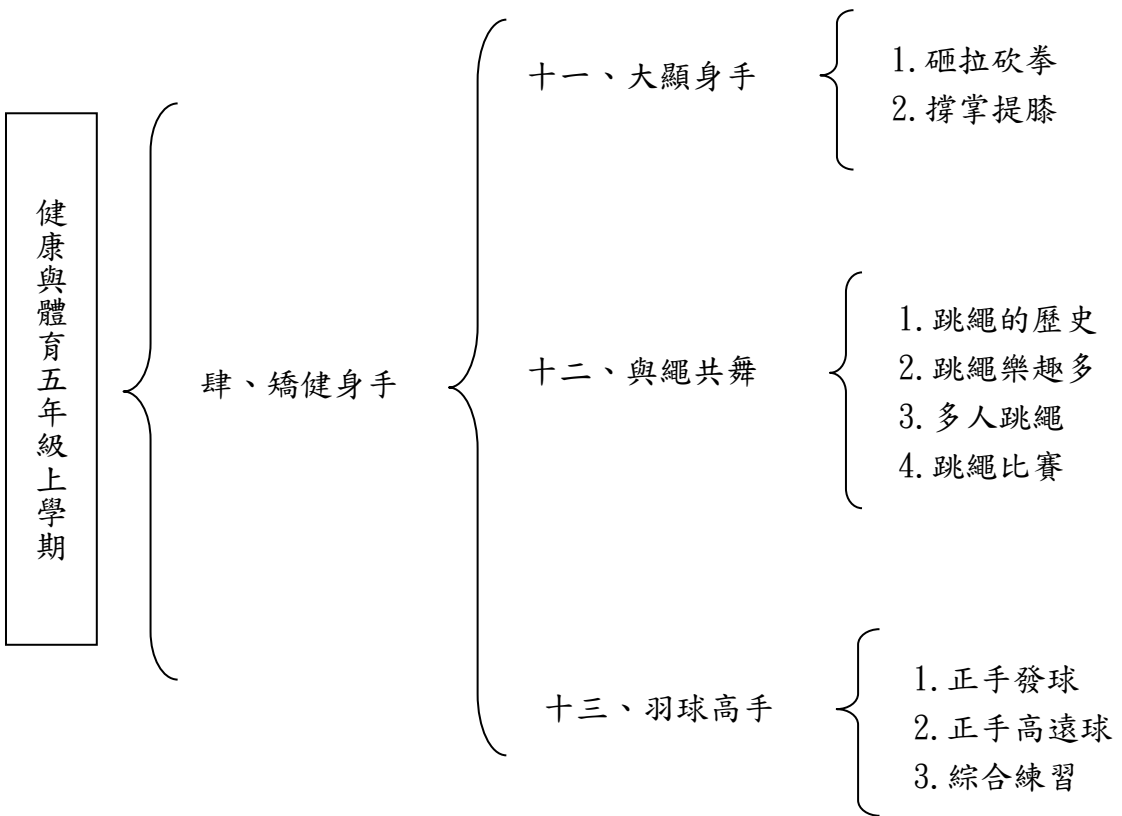 健康與體育五年級上學期
肆、矯健身手
十一、大顯身手
1.砸拉砍拳
2.撐掌提膝
十二、與繩共舞
1.跳繩的歷史
2.跳繩樂趣多
3.多人跳繩
4.跳繩比賽
十三、羽球高手
1.正手發球
2.正手高遠球
3.綜合練習